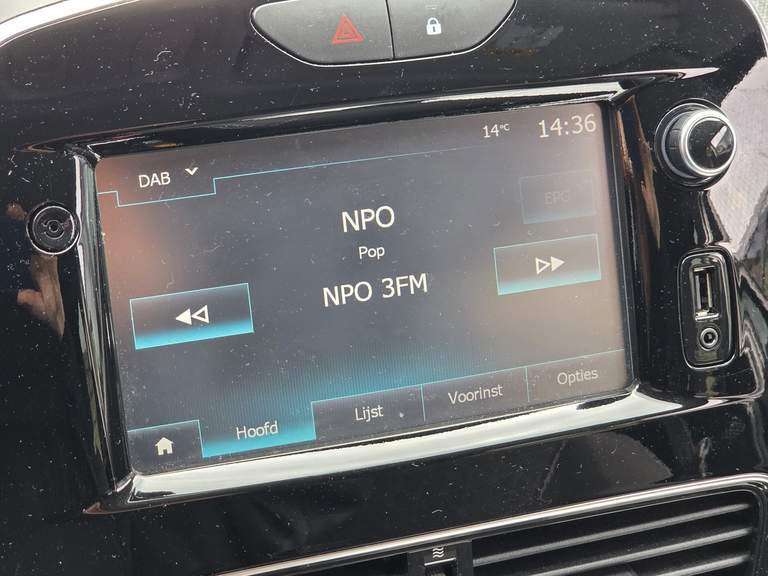 14°C 14:36
DAB
NPO
EPG
Pop
NPO 3FM
Hoofd Lijst Voorinst Opties